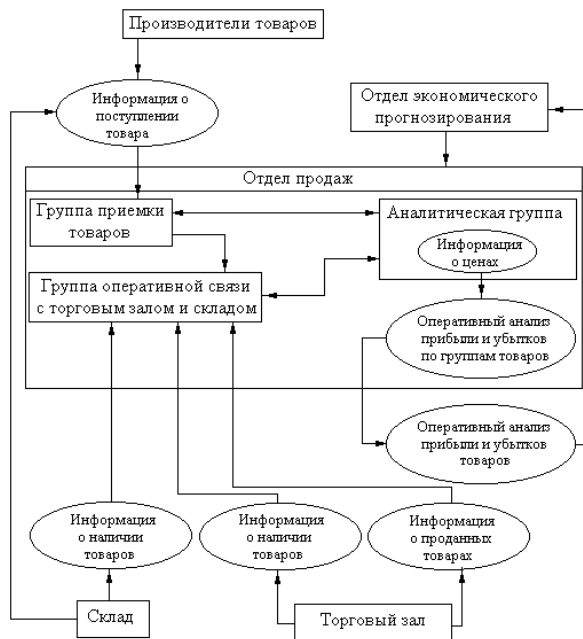 Производители товаров
Информация о
поступлении
товара
Отдел экономического
прогнозирования
Отдел продаж
Группа приемки
товаров
Аналитическая группа
Информация
о ценах
Группа оперативной связи
с торговым залом и складом
Оперативный анализ
прибыли и убытков
по группам товаров
Оперативный анализ
прибыли и убытков
товаров
Информация
о наличии
товаров
Информация
о наличии
товаров
Информация
о проданных
товарах
Склад
Торговый зал